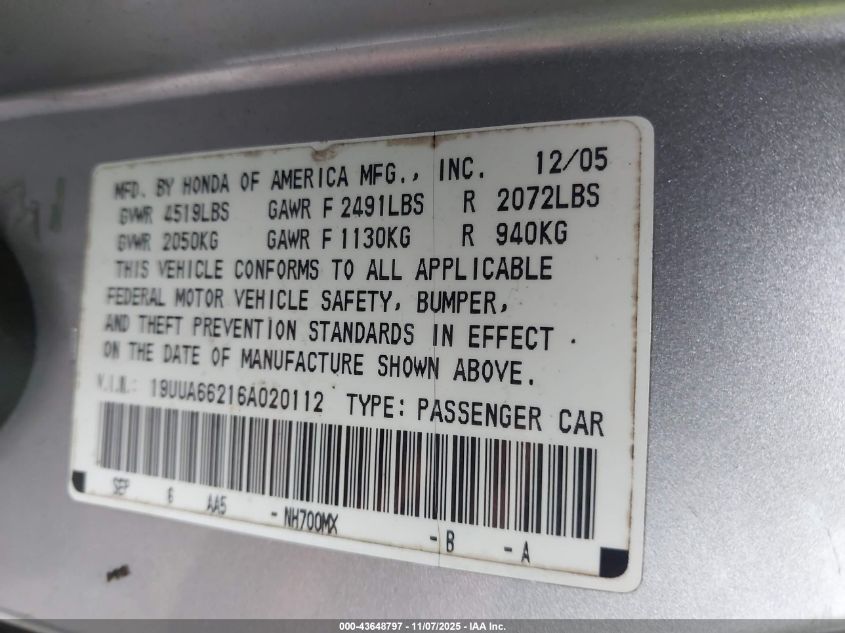 MFD. BY HONDA OF AMERICA MFG., INC. 12/05
GVWR 4519LBS GAWR F 2491LBS R 2072LBS
GVWR 2050KG GAWR F 1130KG R 940KG
THIS VEHICLE CONFORMS TO ALL APPLICABLE
FEDERAL MOTOR VEHICLE SAFETY, BUMPER,
AND THEFT PREVENTION STANDARDS IN EFFECT
ON THE DATE OF MANUFACTURE SHOWN ABOVE.
V.I.N.: 19UUA66216A020112 TYPE: PASSENGER CAR
SEP 6 AA5 - NH700MX - B - A
000-43648797 - 11/07/2025 - IAA Inc.